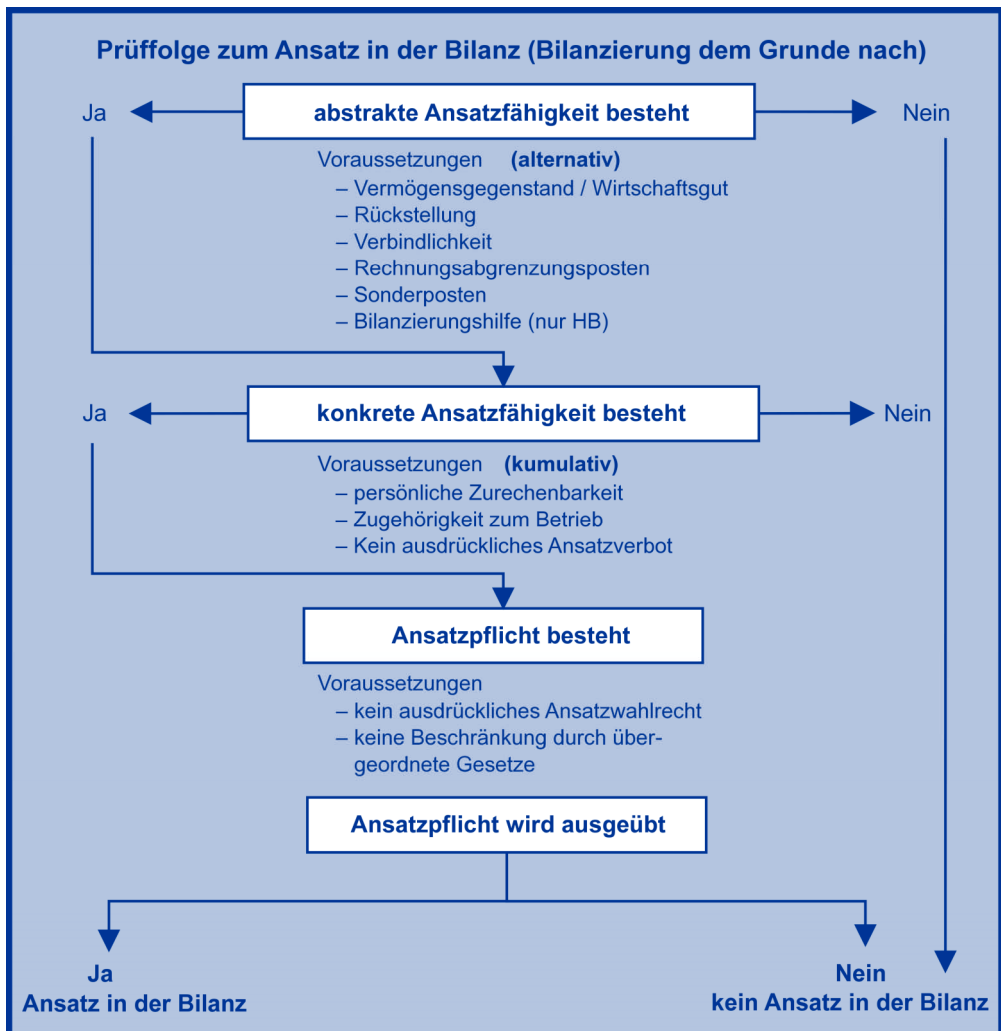 Prüffolge zum Ansatz in der Bilanz (Bilanzierung dem Grunde nach)
Ja
abstrakte Ansatzfähigkeit besteht
Nein
Voraussetzungen (alternativ)
– Vermögensgegenstand / Wirtschaftsgut
– Rückstellung
– Verbindlichkeit
– Rechnungsabgrenzungsposten
– Sonderposten
– Bilanzierungshilfe (nur HB)
Ja
konkrete Ansatzfähigkeit besteht
Nein
Voraussetzungen (kumulativ)
– persönliche Zurechenbarkeit
– Zugehörigkeit zum Betrieb
– Kein ausdrückliches Ansatzverbot
Ansatzpflicht besteht
Voraussetzungen
– kein ausdrückliches Ansatzwahlrecht
– keine Beschränkung durch über-
geordnete Gesetze
Ansatzpflicht wird ausgeübt
Ja
Ansatz in der Bilanz
Nein
kein Ansatz in der Bilanz